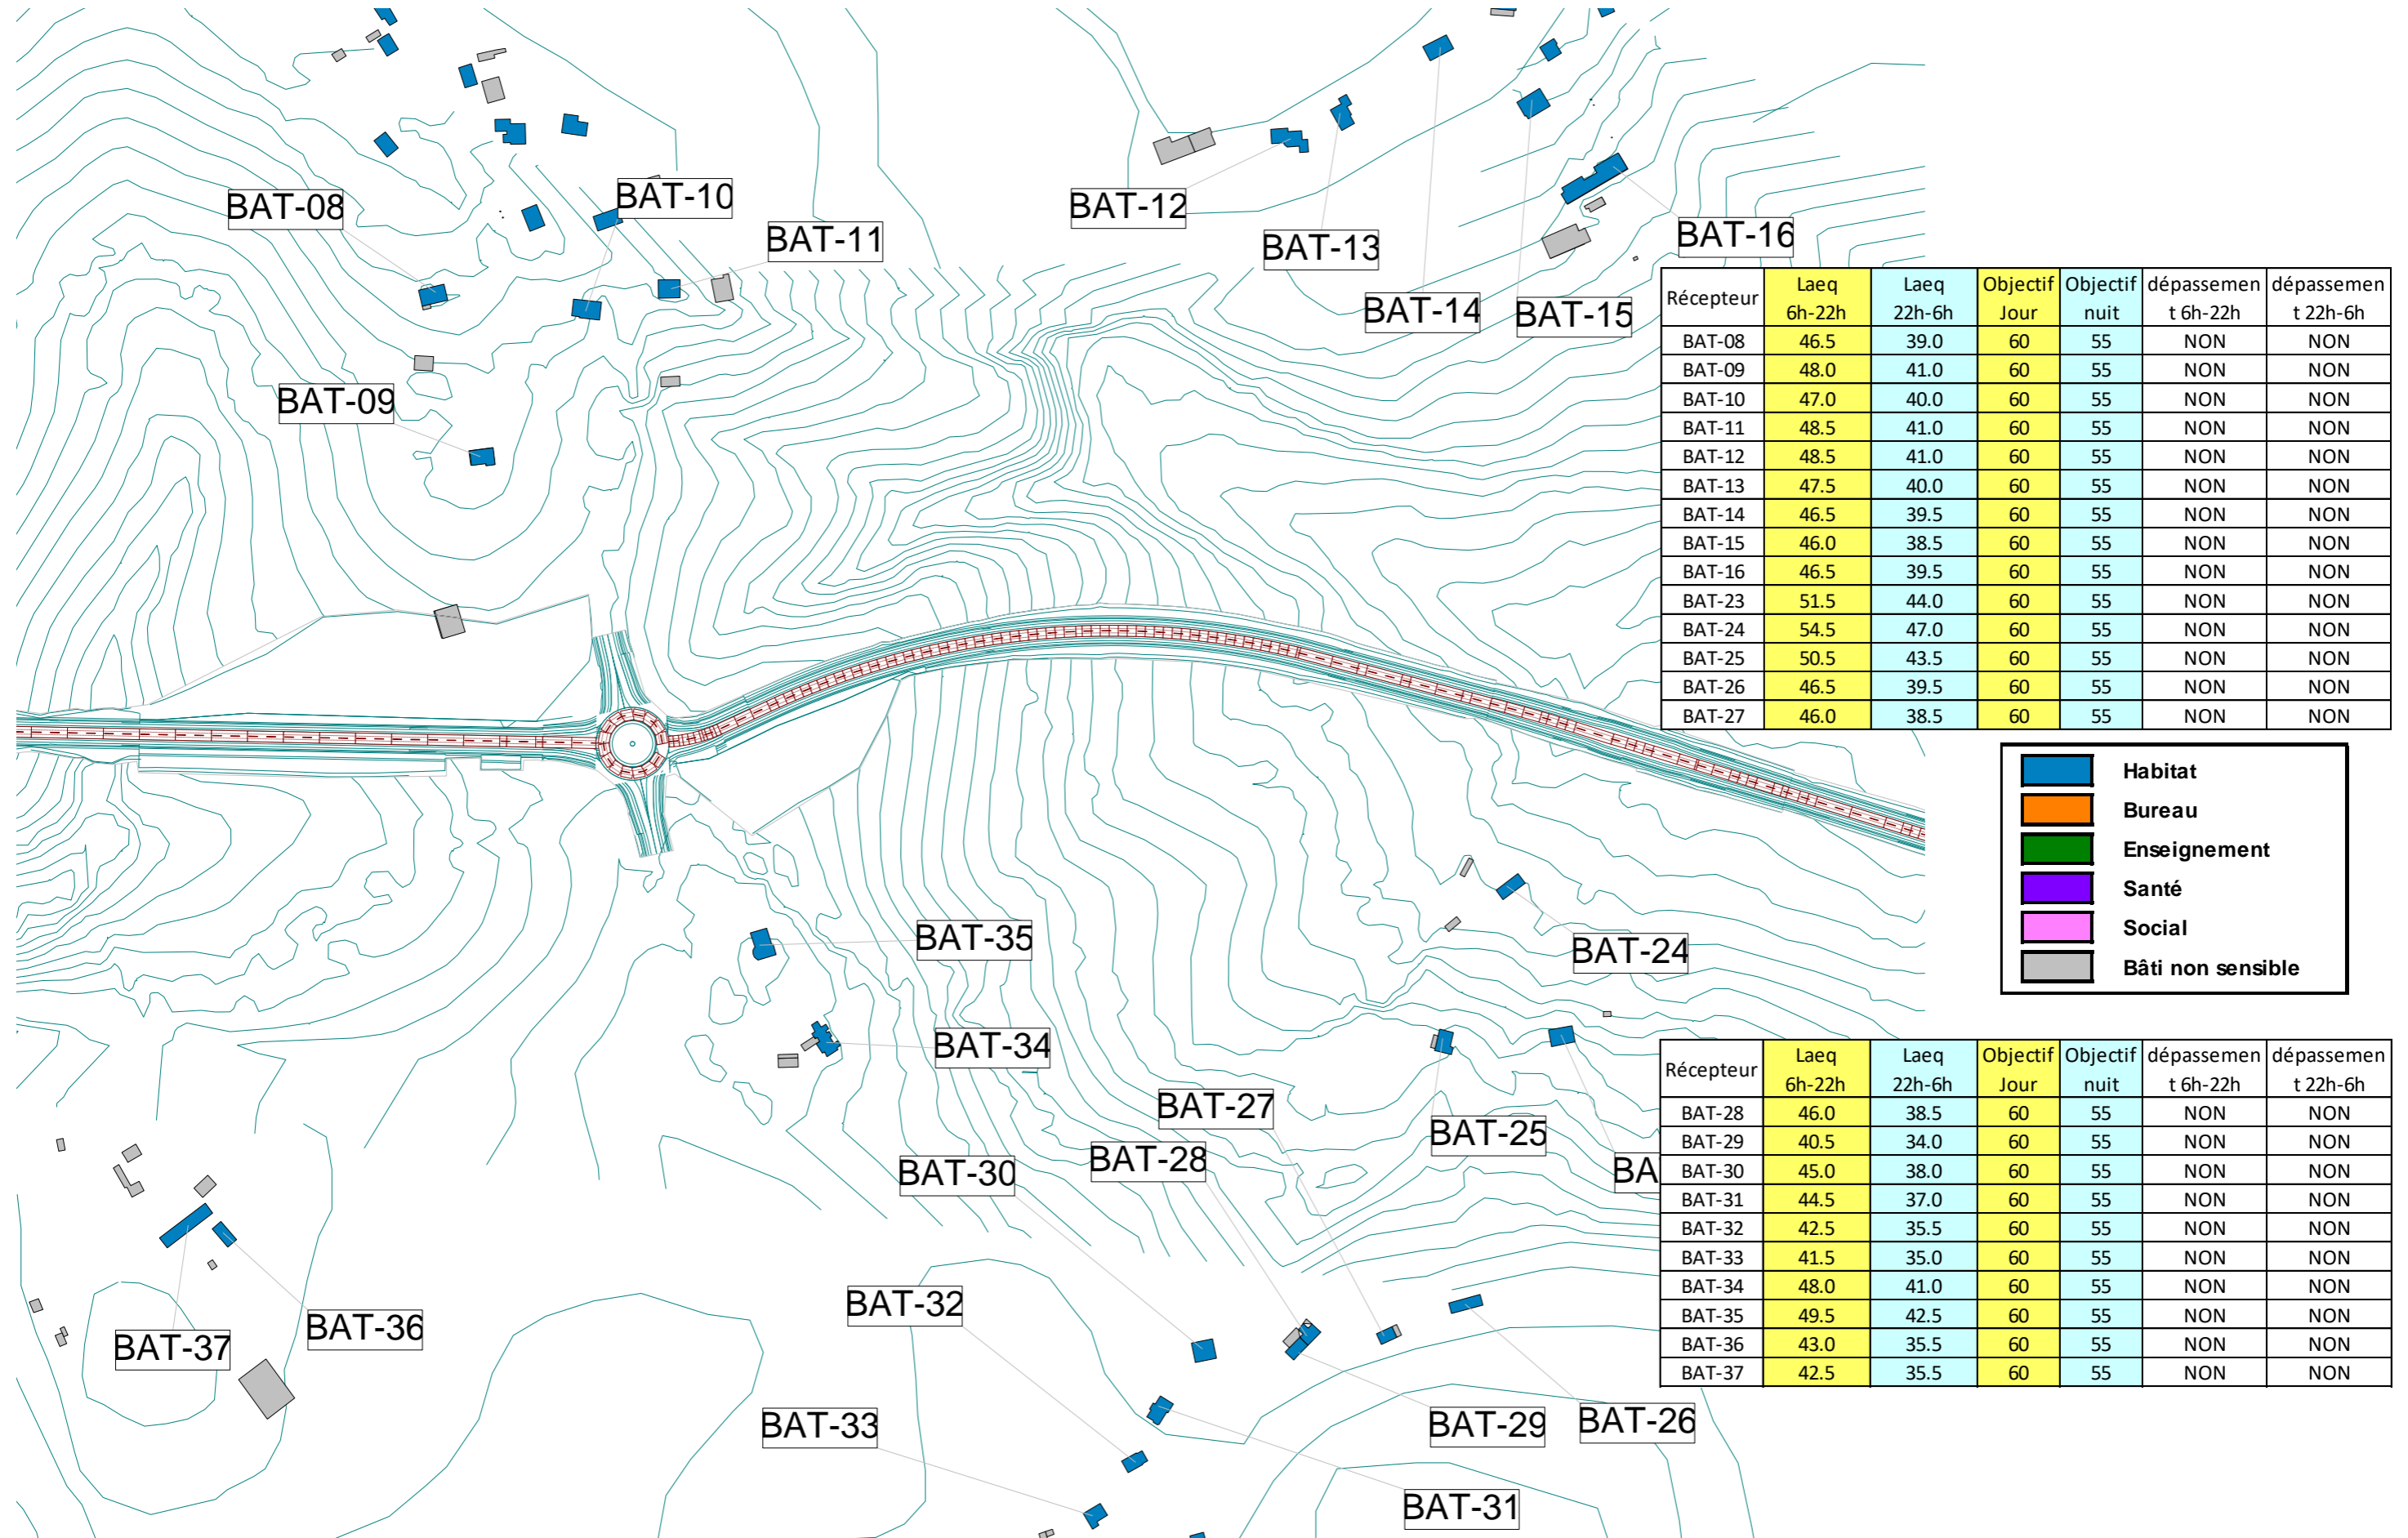 BAT-08
BAT-10
BAT-11
BAT-12
BAT-13
BAT-14
BAT-15
BAT-16
BAT-09
Récepteur Laeq 6h-22h Laeq 22h-6h Objectif Jour Objectif nuit dépassemen t 6h-22h dépassemen t 22h-6h
BAT-08 46.5 39.0 60 55 NON NON
BAT-09 48.0 41.0 60 55 NON NON
BAT-10 47.0 40.0 60 55 NON NON
BAT-11 48.5 41.0 60 55 NON NON
BAT-12 48.5 41.0 60 55 NON NON
BAT-13 47.5 40.0 60 55 NON NON
BAT-14 46.5 39.5 60 55 NON NON
BAT-15 46.0 38.5 60 55 NON NON
BAT-16 46.5 39.5 60 55 NON NON
BAT-23 51.5 44.0 60 55 NON NON
BAT-24 54.5 47.0 60 55 NON NON
BAT-25 50.5 43.5 60 55 NON NON
BAT-26 46.5 39.5 60 55 NON NON
BAT-27 46.0 38.5 60 55 NON NON
Habitat
Bureau
Enseignement
Santé
Social
Bâti non sensible
BAT-35
BAT-24
BAT-34
BAT-27
BAT-25
BAT-28
BAT-30
BA
Récepteur Laeq 6h-22h Laeq 22h-6h Objectif Jour Objectif nuit dépassemen t 6h-22h dépassemen t 22h-6h
BAT-28 46.0 38.5 60 55 NON NON
BAT-29 40.5 34.0 60 55 NON NON
BAT-30 45.0 38.0 60 55 NON NON
BAT-31 44.5 37.0 60 55 NON NON
BAT-32 42.5 35.5 60 55 NON NON
BAT-33 41.5 35.0 60 55 NON NON
BAT-34 48.0 41.0 60 55 NON NON
BAT-35 49.5 42.5 60 55 NON NON
BAT-36 43.0 35.5 60 55 NON NON
BAT-37 42.5 35.5 60 55 NON NON
BAT-32
BAT-36
BAT-37
BAT-33
BAT-29
BAT-26
BAT-31